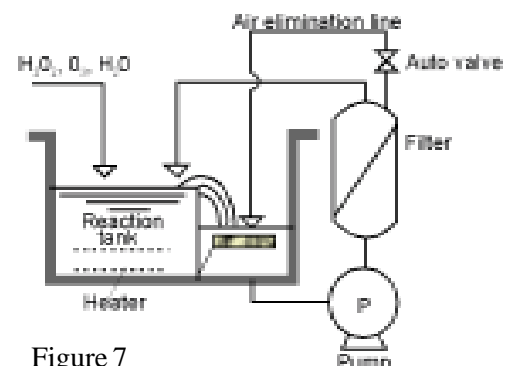 Air elimination line
H₂O₂, O₃, H₂O
Auto valve
Filter
Reaction
tank
Heater
P
Pump
Figure 7